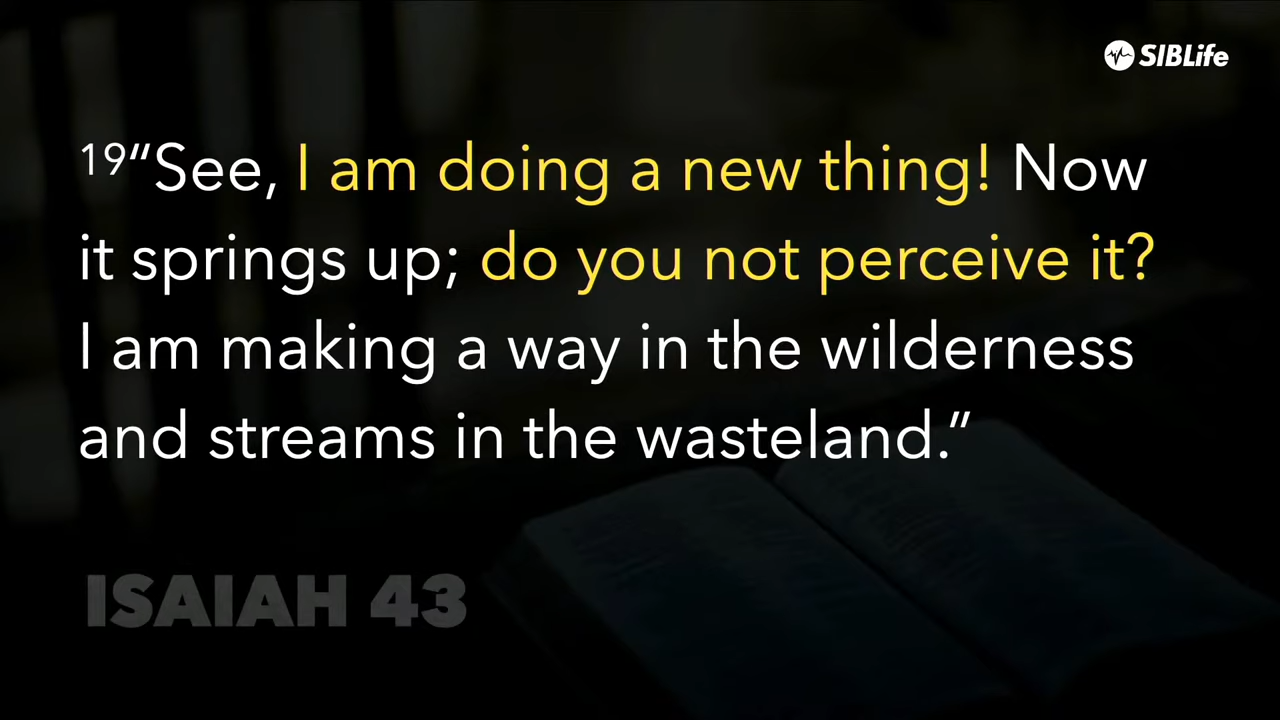 SIBLife
19“See, I am doing a new thing! Now
it springs up; do you not perceive it?
I am making a way in the wilderness
and streams in the wasteland.”
ISAIAH 43